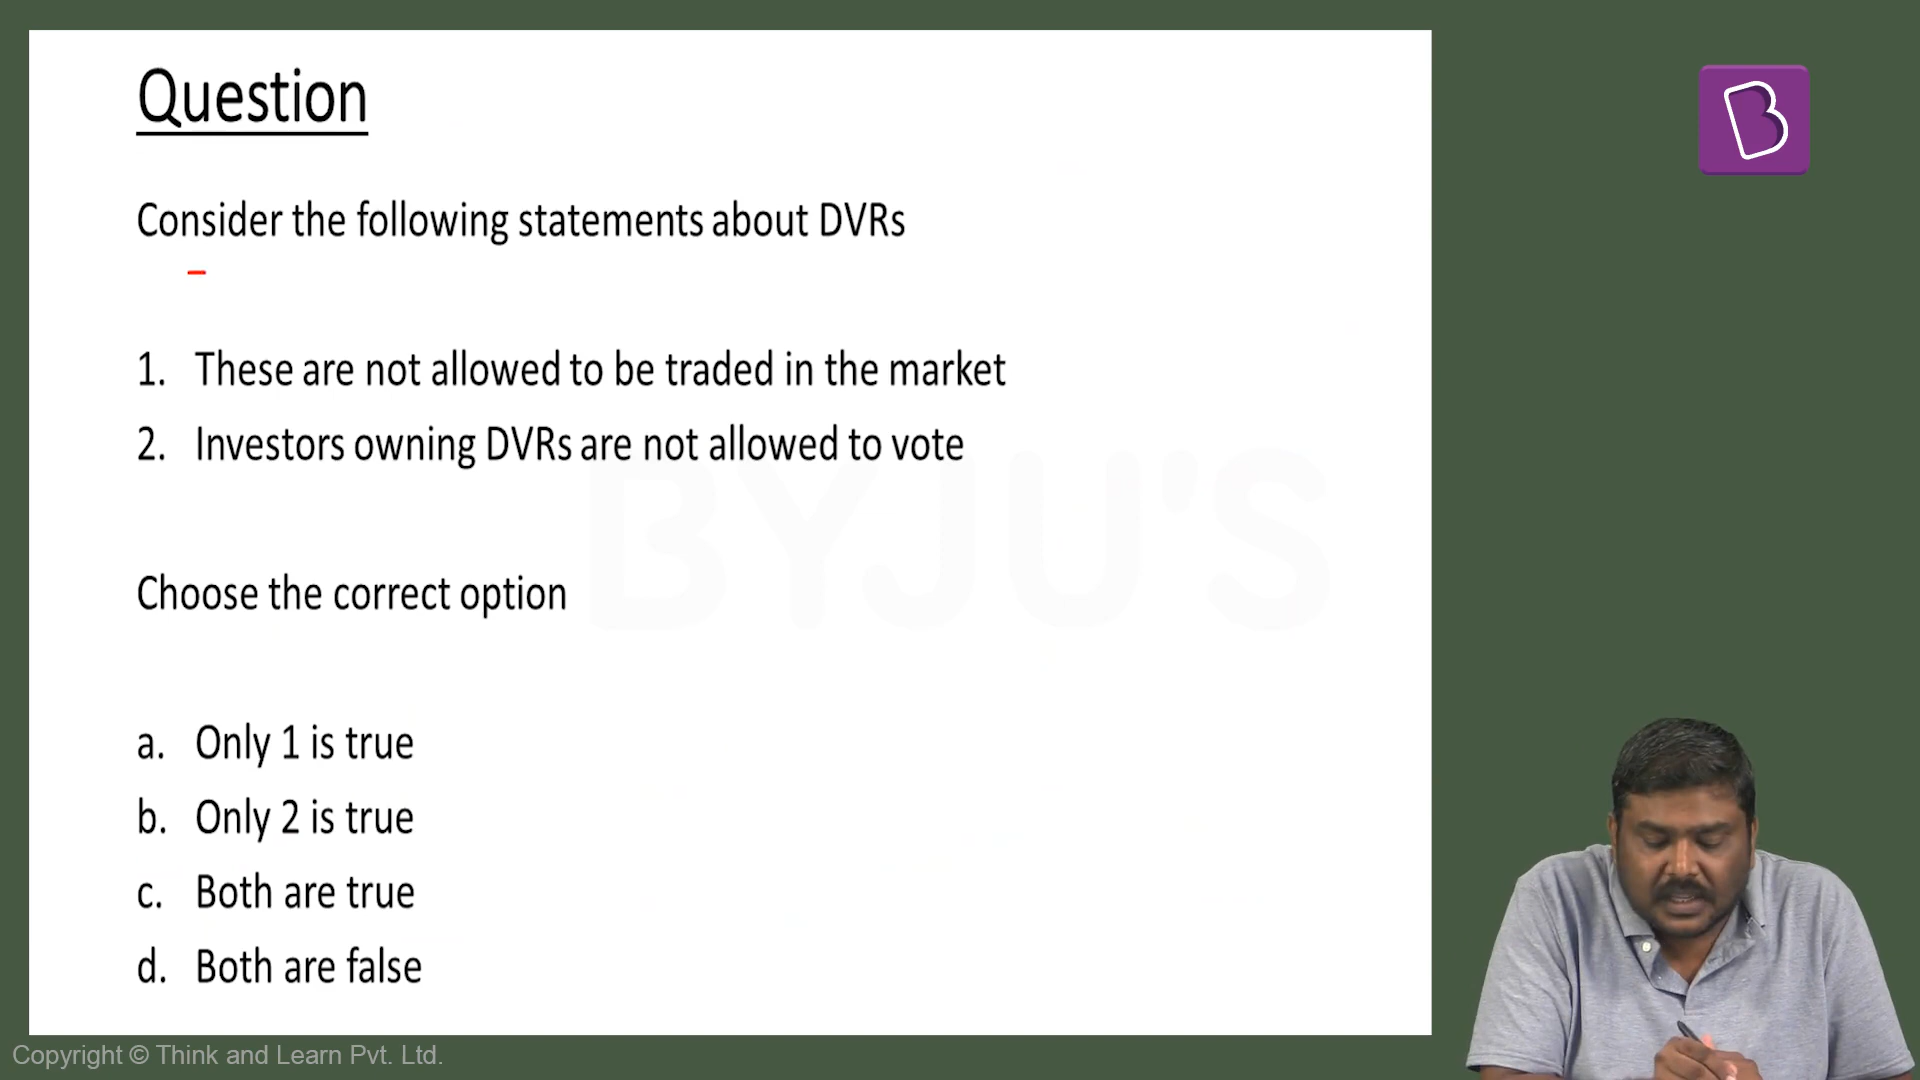 Question
Consider the following statements about DVRs
1. These are not allowed to be traded in the market
2. Investors owning DVRs are not allowed to vote
BYJU'S
Choose the correct option
a. Only 1 is true
b. Only 2 is true
c. Both are true
d. Both are false
Copyright © Think and Learn Pvt. Ltd.